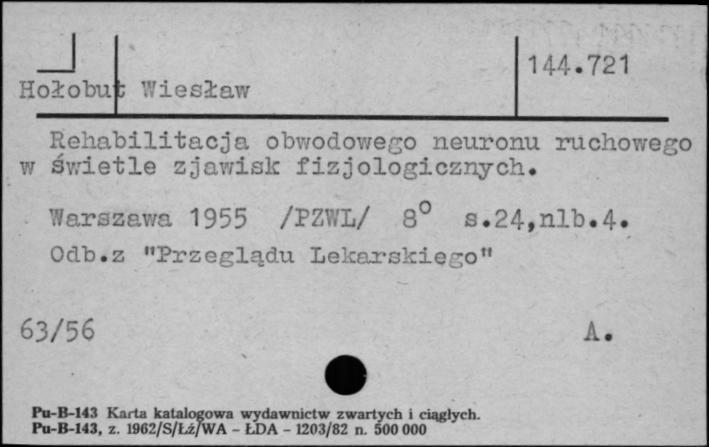 144.721
Hołobut Wiesław
Rehabilitacja obwodowego neuronu ruchowego
w świetle zjawisk fizjologicznych.
Warszawa 1955 /PZWL/ 8° s.24,nlb.4.
Odb.z "Przeglądu Lekarskiego"
63/56 A.
Pu-B-143 Karta katalogowa wydawnictw zwartych i ciągłych.
Pu-B-143, z. 1962/S/Łź/WA - ŁDA - 1203/82 n. 500 000